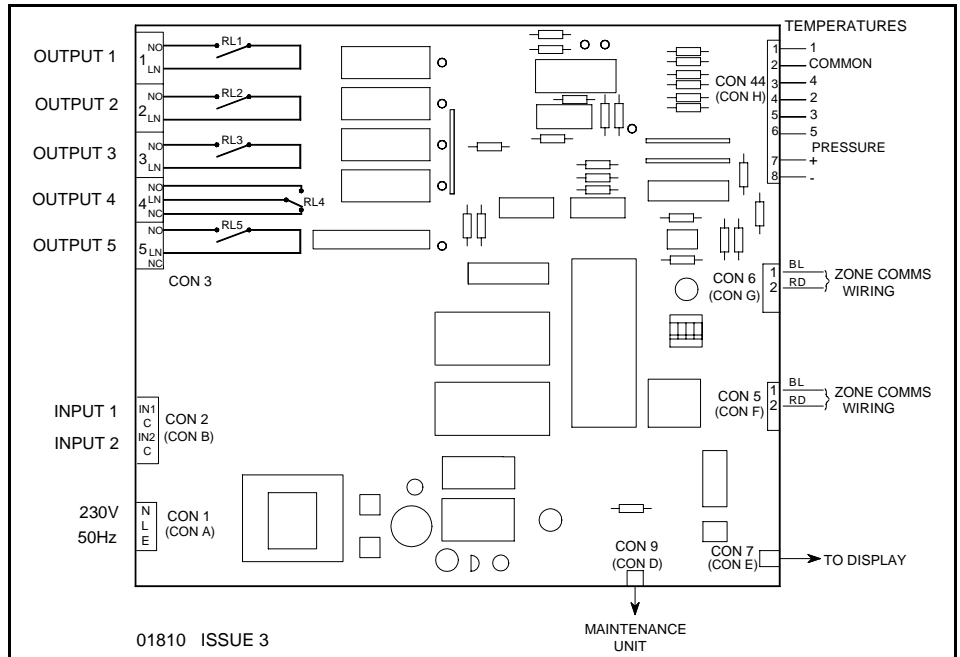 TEMPERATURES
OUTPUT 1
1
NO
LN
RL1
OUTPUT 2
2
NO
LN
RL2
OUTPUT 3
3
NO
LN
RL3
OUTPUT 4
4
NO
LN
NC
RL4
OUTPUT 5
5
NO
LN
NC
RL5
CON 3
CON 44
(CON H)
1 1
2 COMMON
3 4
4 2
5 3
6 5
PRESSURE
7 +
8 -
CON 6
(CON G)
1 BL
2 RD
ZONE COMMS
WIRING
CON 5
(CON F)
1 BL
2 RD
ZONE COMMS
WIRING
INPUT 1
INPUT 2
IN1
C
IN2
C
CON 2
(CON B)
230V
50Hz
N
L
E
CON 1
(CON A)
CON 9
(CON D)
CON 7
(CON E)
TO DISPLAY
MAINTENANCE
UNIT
01810 ISSUE 3